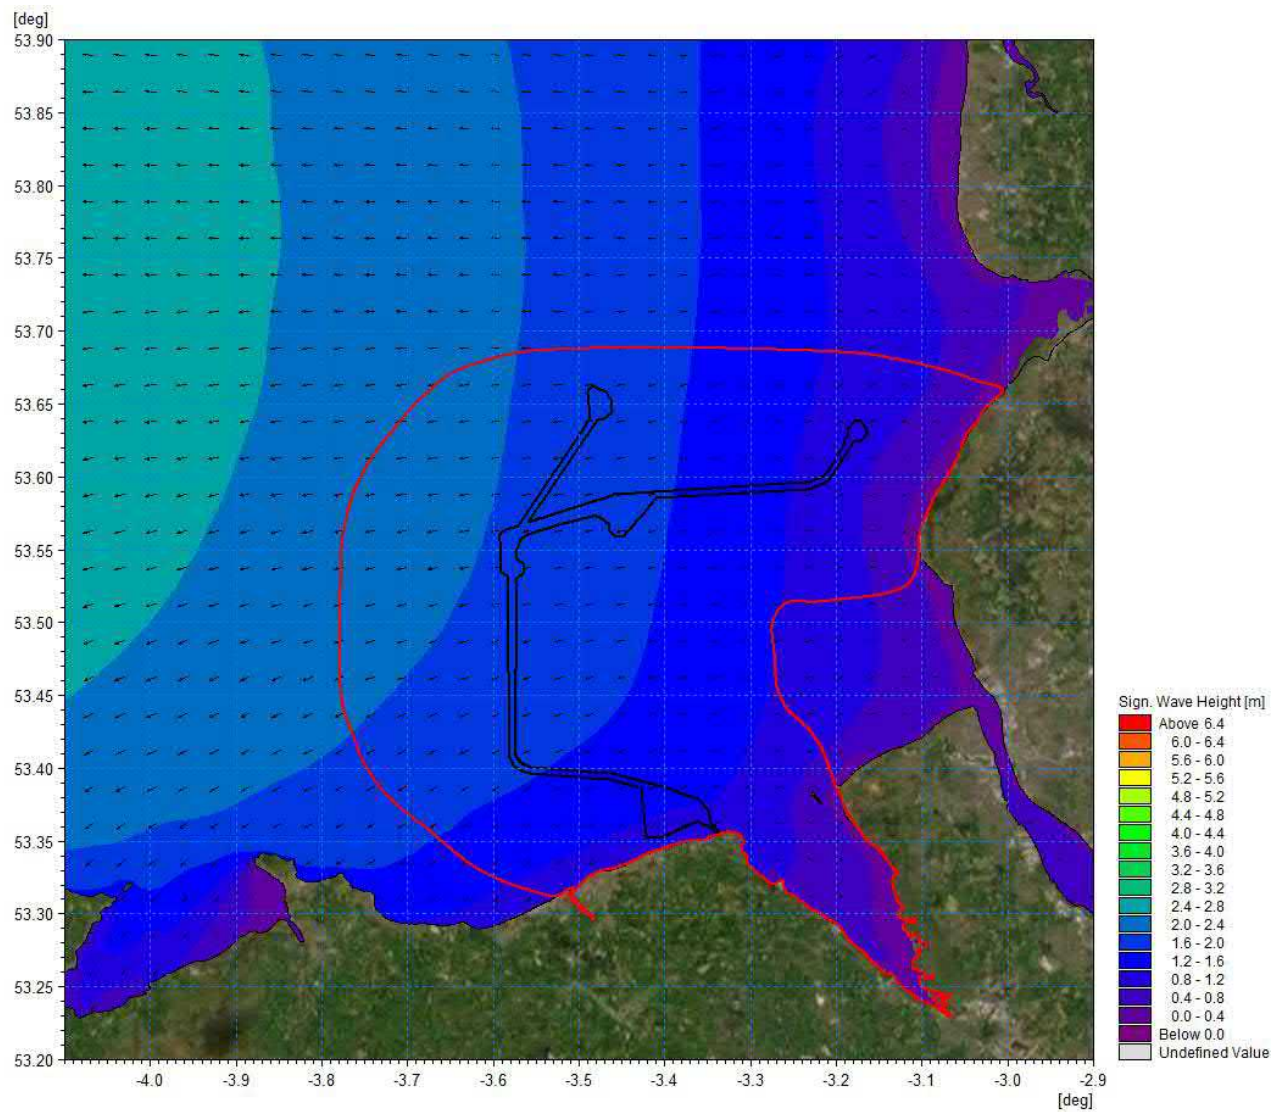 [deg]
53.90
53.85
53.80
53.75
53.70
53.65
53.60
53.55
53.50
53.45
53.40
53.35
53.30
53.25
53.20
-4.0 -3.9 -3.8 -3.7 -3.6 -3.5 -3.4 -3.3 -3.2 -3.1 -3.0 -2.9
[deg]
Sign. Wave Height [m]
Above 6.4
6.0 - 6.4
5.6 - 6.0
5.2 - 5.6
4.8 - 5.2
4.4 - 4.8
4.0 - 4.4
3.6 - 4.0
3.2 - 3.6
2.8 - 3.2
2.4 - 2.8
2.0 - 2.4
1.6 - 2.0
1.2 - 1.6
0.8 - 1.2
0.4 - 0.8
0.0 - 0.4
Below 0.0
Undefined Value